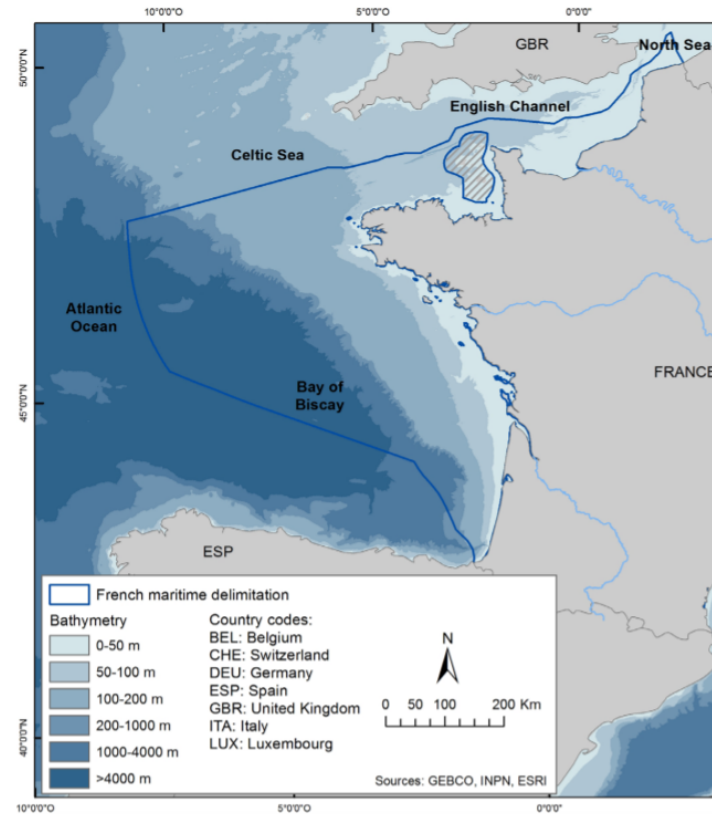 10°0'0"O
5°0'0"O
0°0'0"
50°0'0"N
GBR
North Sea
English Channel
Celtic Sea
Atlantic
Ocean
FRANCE
Bay of
Biscay
45°0'0"N
ESP
French maritime delimitation
Bathymetry
0-50 m
50-100 m
100-200 m
200-1000 m
1000-4000 m
>4000 m
Country codes:
BEL: Belgium
CHE: Switzerland
DEU: Germany
ESP: Spain
GBR: United Kingdom
ITA: Italy
LUX: Luxembourg
N
0 50 100 200 Km
Sources: GEBCO, INPN, ESRI
40°0'0"N
10°0'0"O
5°0'0"O
0°0'0"